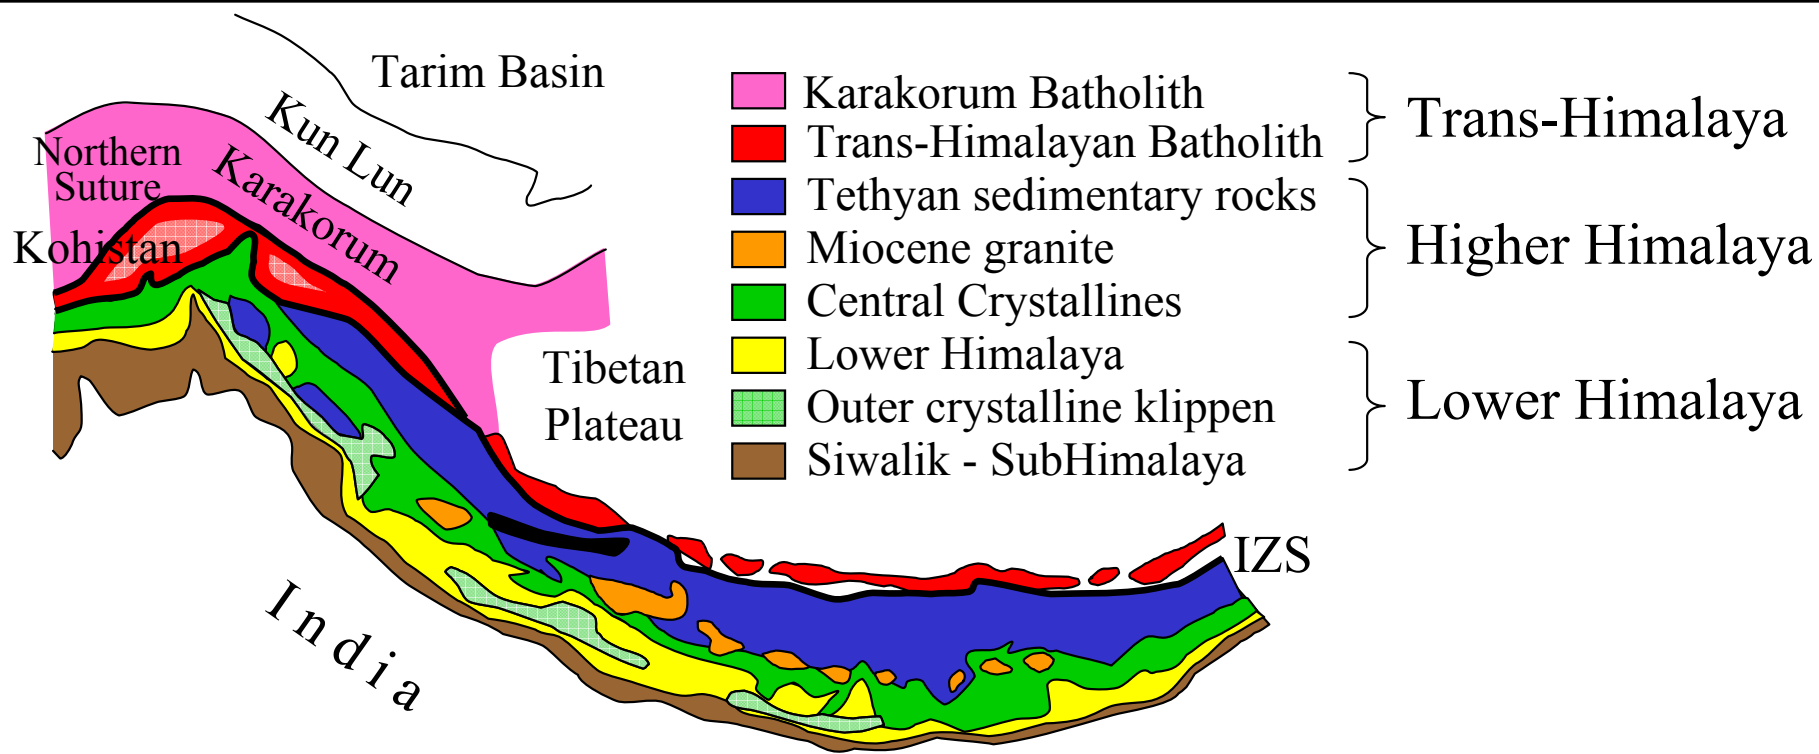 Tarim Basin
Kun Lun
Northern
Suture
Karakorum
Kohistan
Tibetan
Plateau
India
IZS
Karakorum Batholith
Trans-Himalayan Batholith
Tethyan sedimentary rocks
Miocene granite
Central Crystallines
Lower Himalaya
Outer crystalline klippen
Siwalik - SubHimalaya
Trans-Himalaya
Higher Himalaya
Lower Himalaya